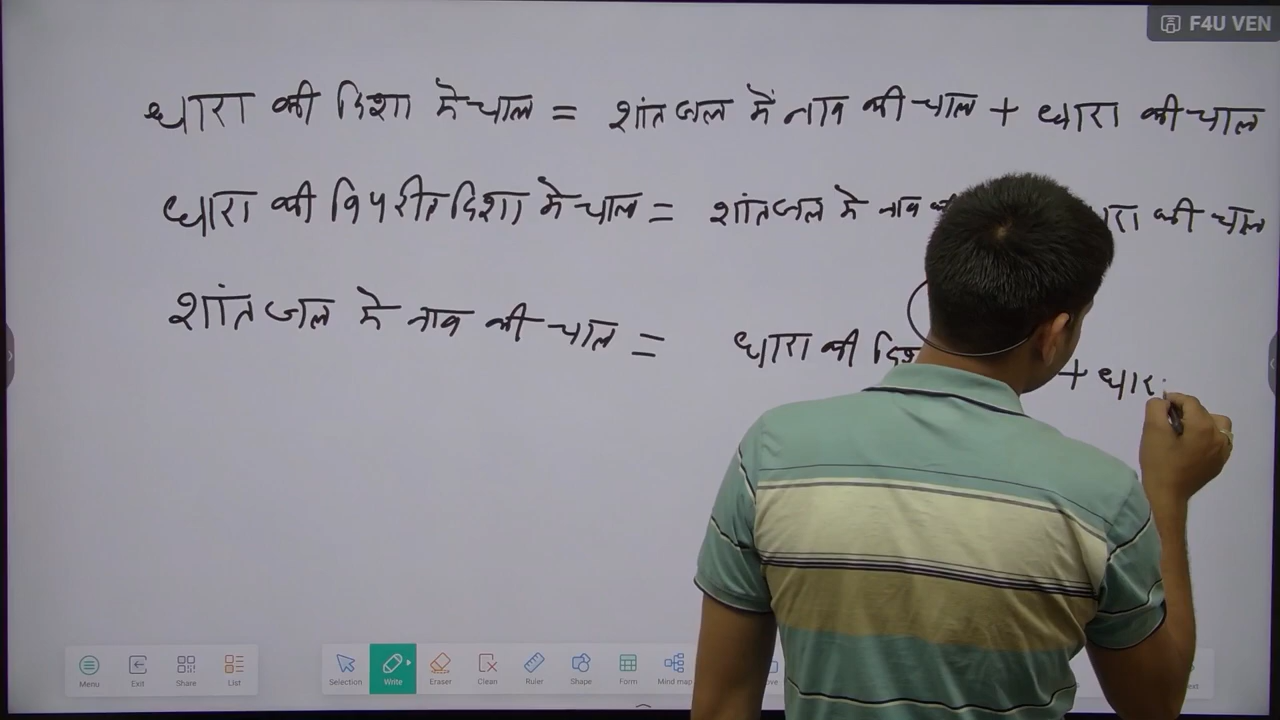 F4U VEN
धारा की दिशा मे चाल = शांत जल में नाव की चाल + धारा की चाल
धारा की विपरीत दिशा मे चाल = शांत जल मे नाव की चाल
शांत जल मे नाव की चाल = धारा की + धार
Menu Exit Share List Selection Write Eraser Clean Ruler Shape Form Mind map